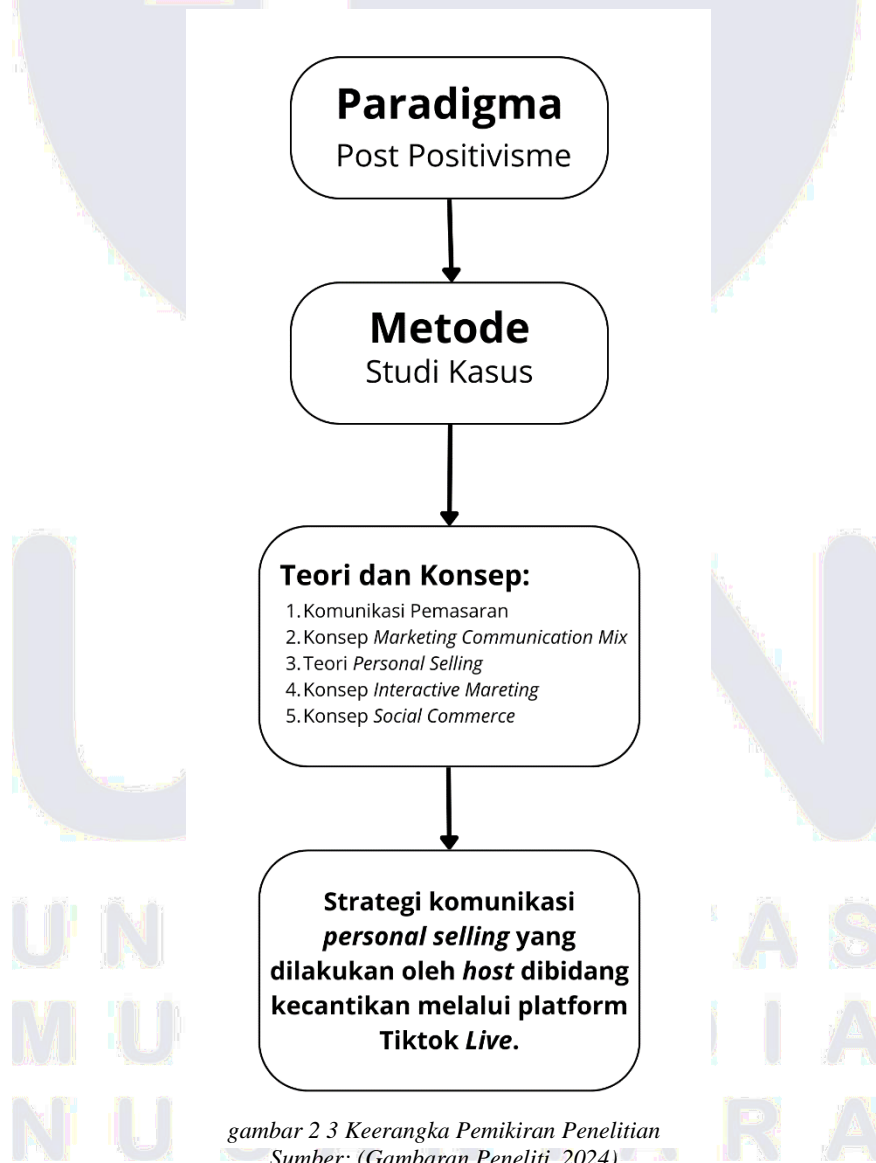 Paradigma
Post Positivisme
Metode
Studi Kasus
Teori dan Konsep:
1.Komunikasi Pemasaran
2.Konsep Marketing Communication Mix
3.Teori Personal Selling
4.Konsep Interactive Mareting
5.Konsep Social Commerce
Strategi komunikasi
personal selling yang
dilakukan oleh host dibidang
kecantikan melalui platform
Tiktok Live.
gambar 2 3 Keerangka Pemikiran Penelitian
Sumber: (Gambaran Peneliti, 2024)